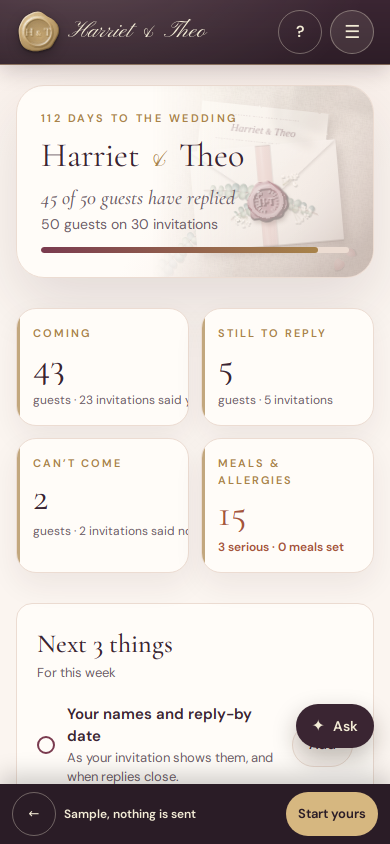 H & T
Harriet & Theo
?
112 DAYS TO THE WEDDING
Harriet & Theo
Harriet & Theo
45 of 50 guests have replied
50 guests on 30 invitations
COMING
43
guests · 23 invitations said
STILL TO REPLY
5
guests · 5 invitations
CAN'T COME
2
guests · 2 invitations said no
MEALS &
ALLERGIES
15
3 serious · 0 meals set
Next 3 things
For this week
Your names and reply-by
date
As your invitation shows them, and
when replies close.
Ask
Sample, nothing is sent
Start yours